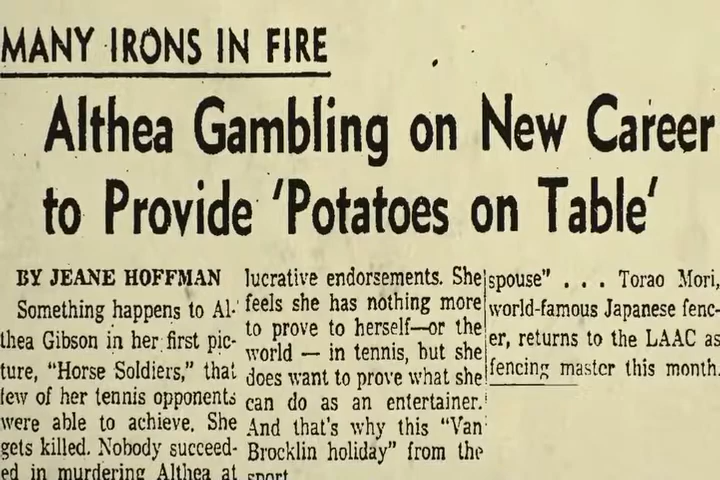 MANY IRONS IN FIRE
Althea Gambling on New Career
to Provide 'Potatoes on Table'
BY JEANE HOFFMAN
Something happens to Al-
thea Gibson in her first pic-
ture, "Horse Soldiers," that
few of her tennis opponents
were able to achieve. She
gets killed. Nobody succeed-
ed in murdering Althea at
lucrative endorsements. She
feels she has nothing more
to prove to herself—or the
world — in tennis, but she
does want to prove what she
can do as an entertainer.
And that's why this "Van
Brocklin holiday" from the
sport
spouse" . . . Torao Mori,
world-famous Japanese fenc-
er, returns to the LAAC as
fencing master this month.